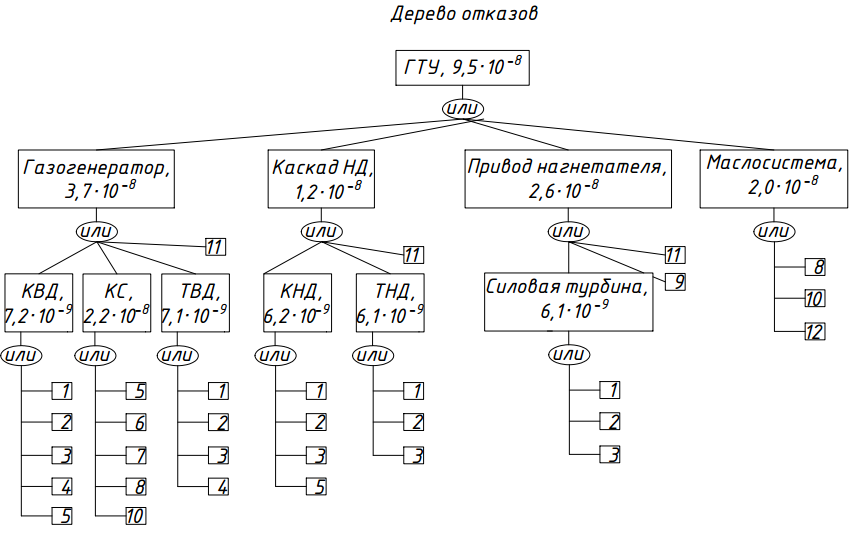 Дерево отказов
ГТУ, 9,5·10⁻⁸
или
Газогенератор,
3,7·10⁻⁸
Каскад НД,
1,2·10⁻⁸
Привод нагнетателя,
2,6·10⁻⁸
Маслосистема,
2,0·10⁻⁸
или
или
или
или
11
11
11
9
8
10
12
КВД,
7,2·10⁻⁹
КС,
2,2·10⁻⁸
ТВД,
7,1·10⁻⁹
КНД,
6,2·10⁻⁹
ТНД,
6,1·10⁻⁹
Силовая турбина,
6,1·10⁻⁹
или
или
или
или
или
или
1
2
3
4
5
5
6
7
8
10
1
2
3
4
1
2
3
5
1
2
3
1
2
3